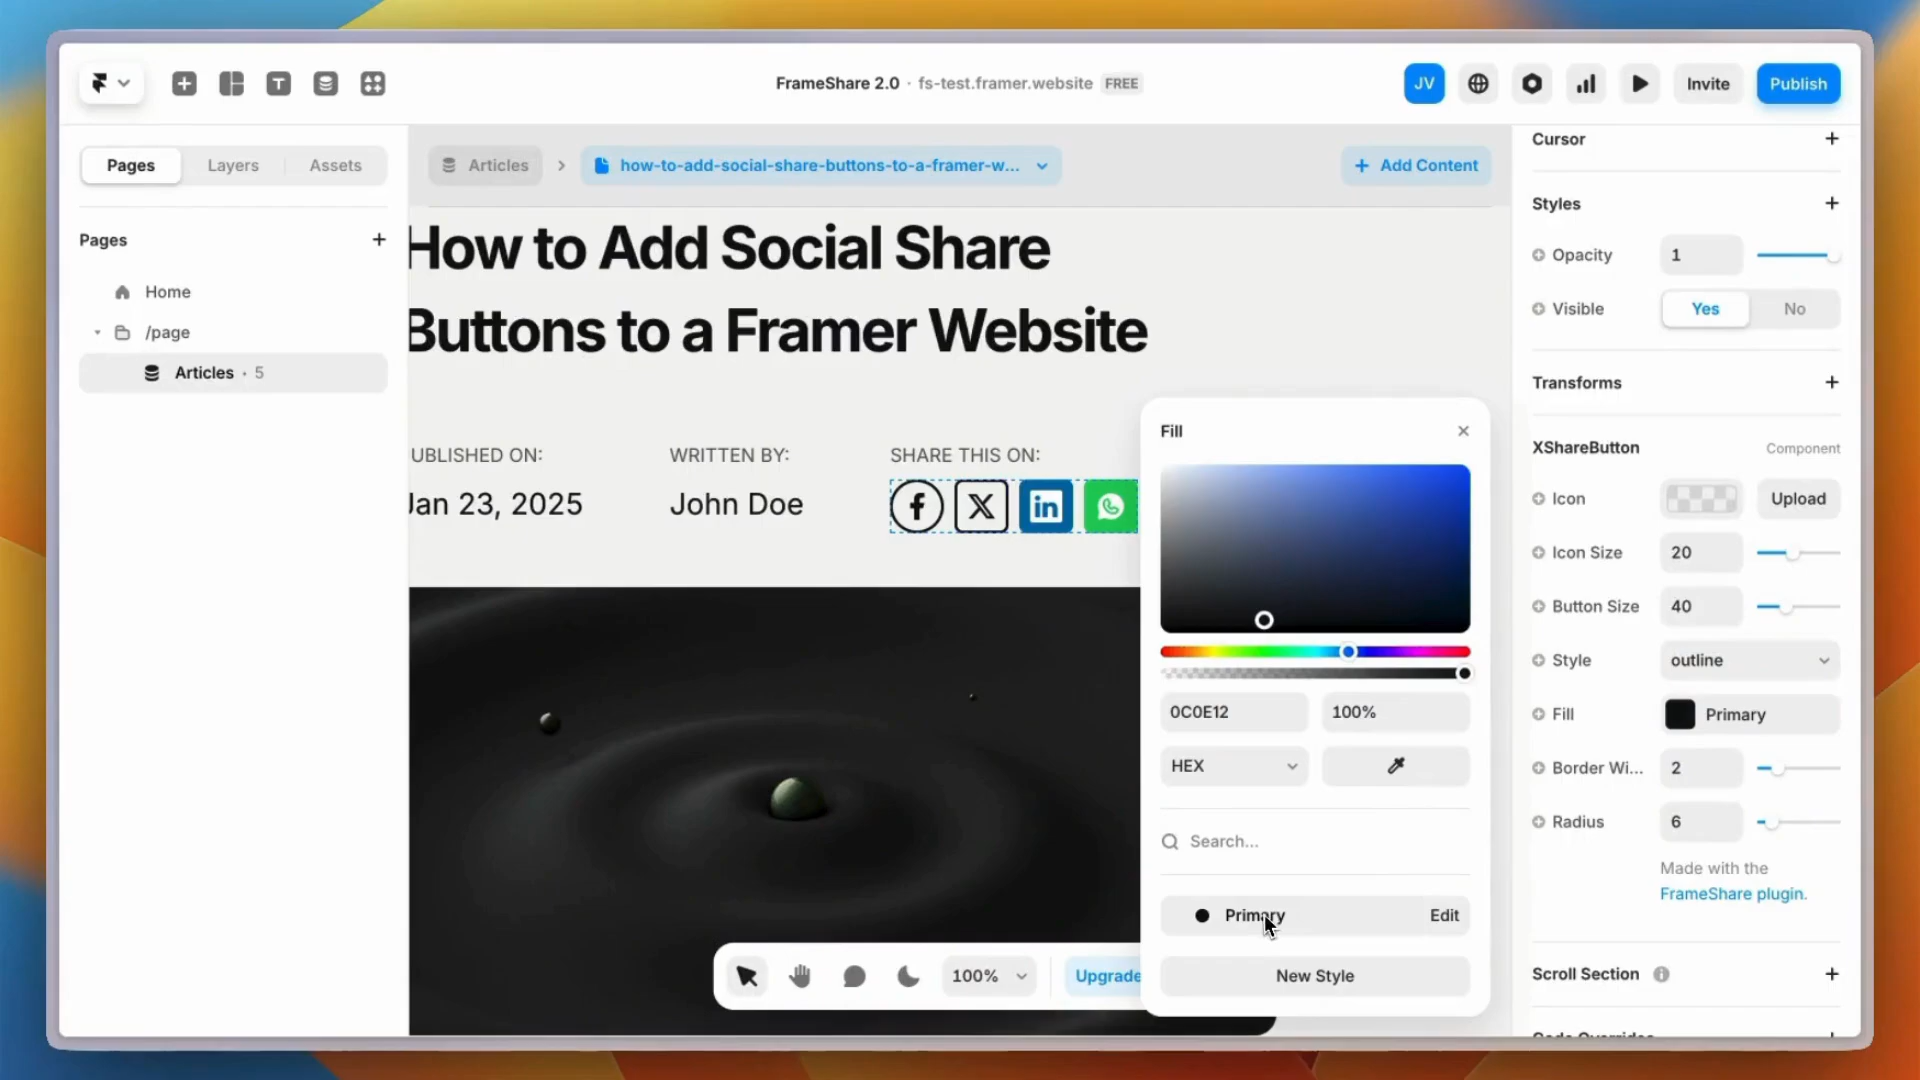 FrameShare 2.0 · fs-test.framer.website FREE
JV
Invite
Publish
Pages
Layers
Assets
Pages
Home
/page
Articles · 5
Articles
how-to-add-social-share-buttons-to-a-framer-w...
Add Content
How to Add Social Share
Buttons to a Framer Website
UBLISHED ON:
Jan 23, 2025
WRITTEN BY:
John Doe
SHARE THIS ON:
100%
Upgrade
Fill
0C0E12
100%
HEX
Search...
Primary
Edit
New Style
Cursor
Styles
Opacity
1
Visible
Yes
No
Transforms
XShareButton
Component
Icon
Upload
Icon Size
20
Button Size
40
Style
outline
Fill
Primary
Border Wi...
2
Radius
6
Made with the
FrameShare plugin.
Scroll Section
Code Overrides